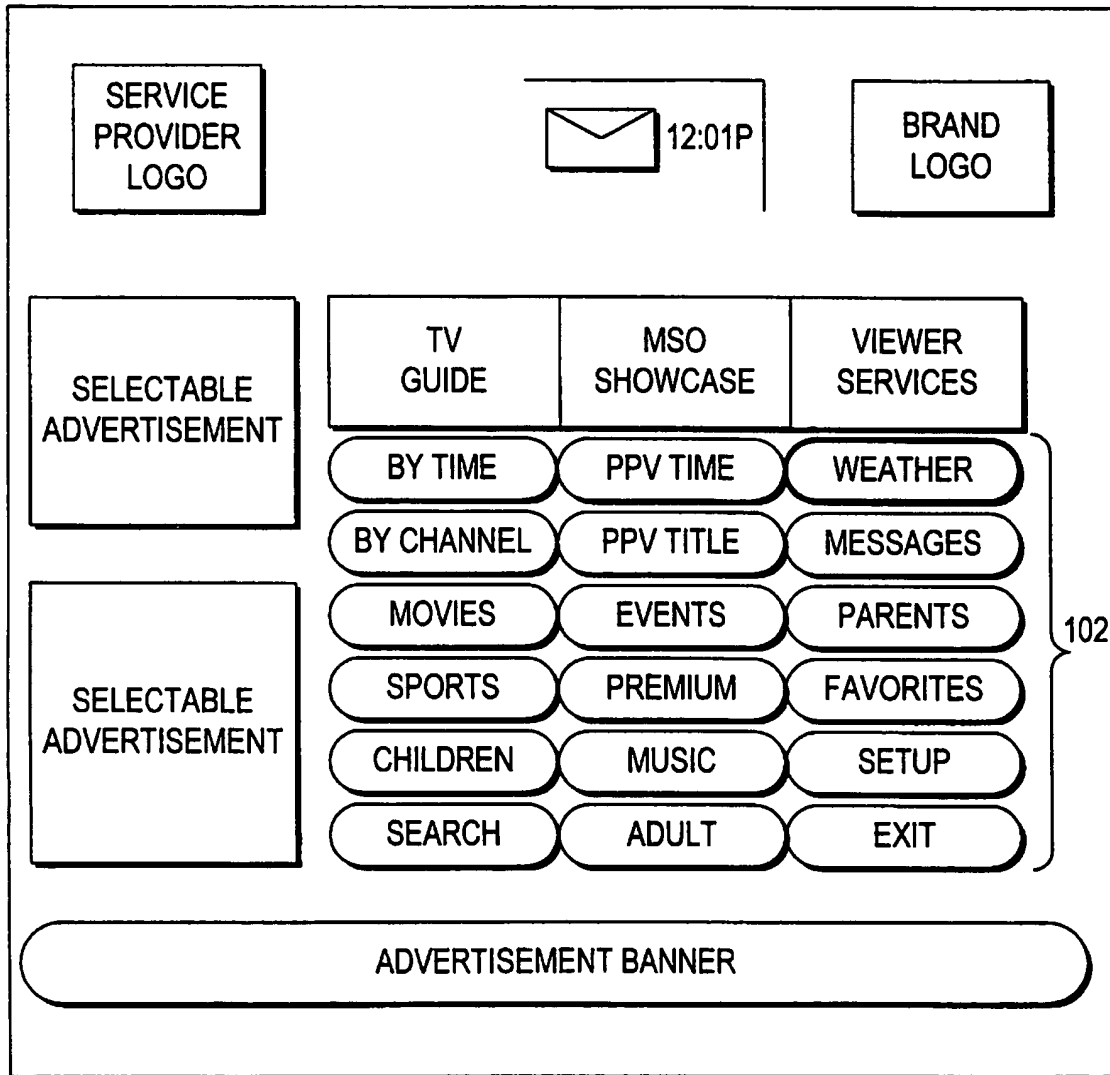 SERVICE
PROVIDER
LOGO
12:01P
BRAND
LOGO
SELECTABLE
ADVERTISEMENT
SELECTABLE
ADVERTISEMENT
TV
GUIDE
MSO
SHOWCASE
VIEWER
SERVICES
BY TIME
PPV TIME
WEATHER
BY CHANNEL
PPV TITLE
MESSAGES
MOVIES
EVENTS
PARENTS
SPORTS
PREMIUM
FAVORITES
CHILDREN
MUSIC
SETUP
SEARCH
ADULT
EXIT
102
ADVERTISEMENT BANNER